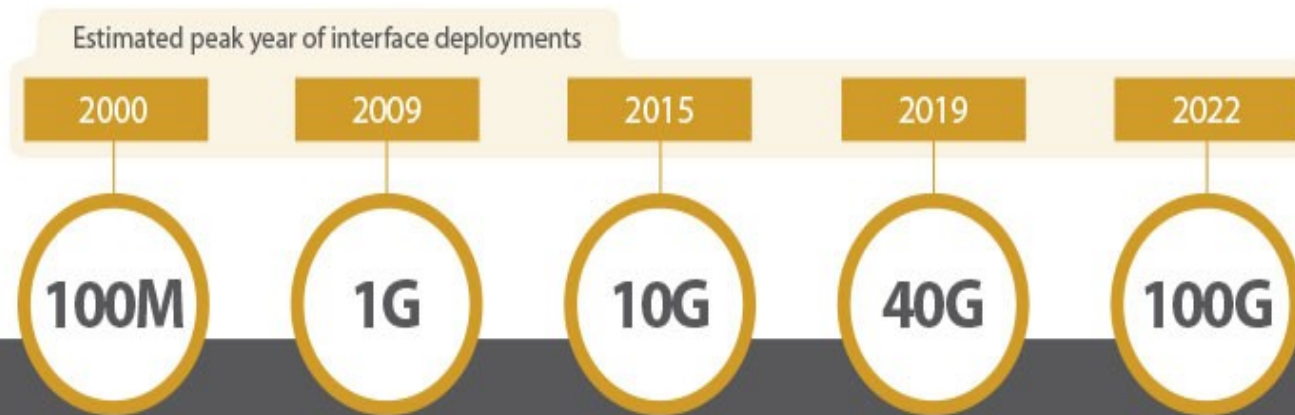 Estimated peak year of interface deployments
2000 2009 2015 2019 2022
100M 1G 10G 40G 100G